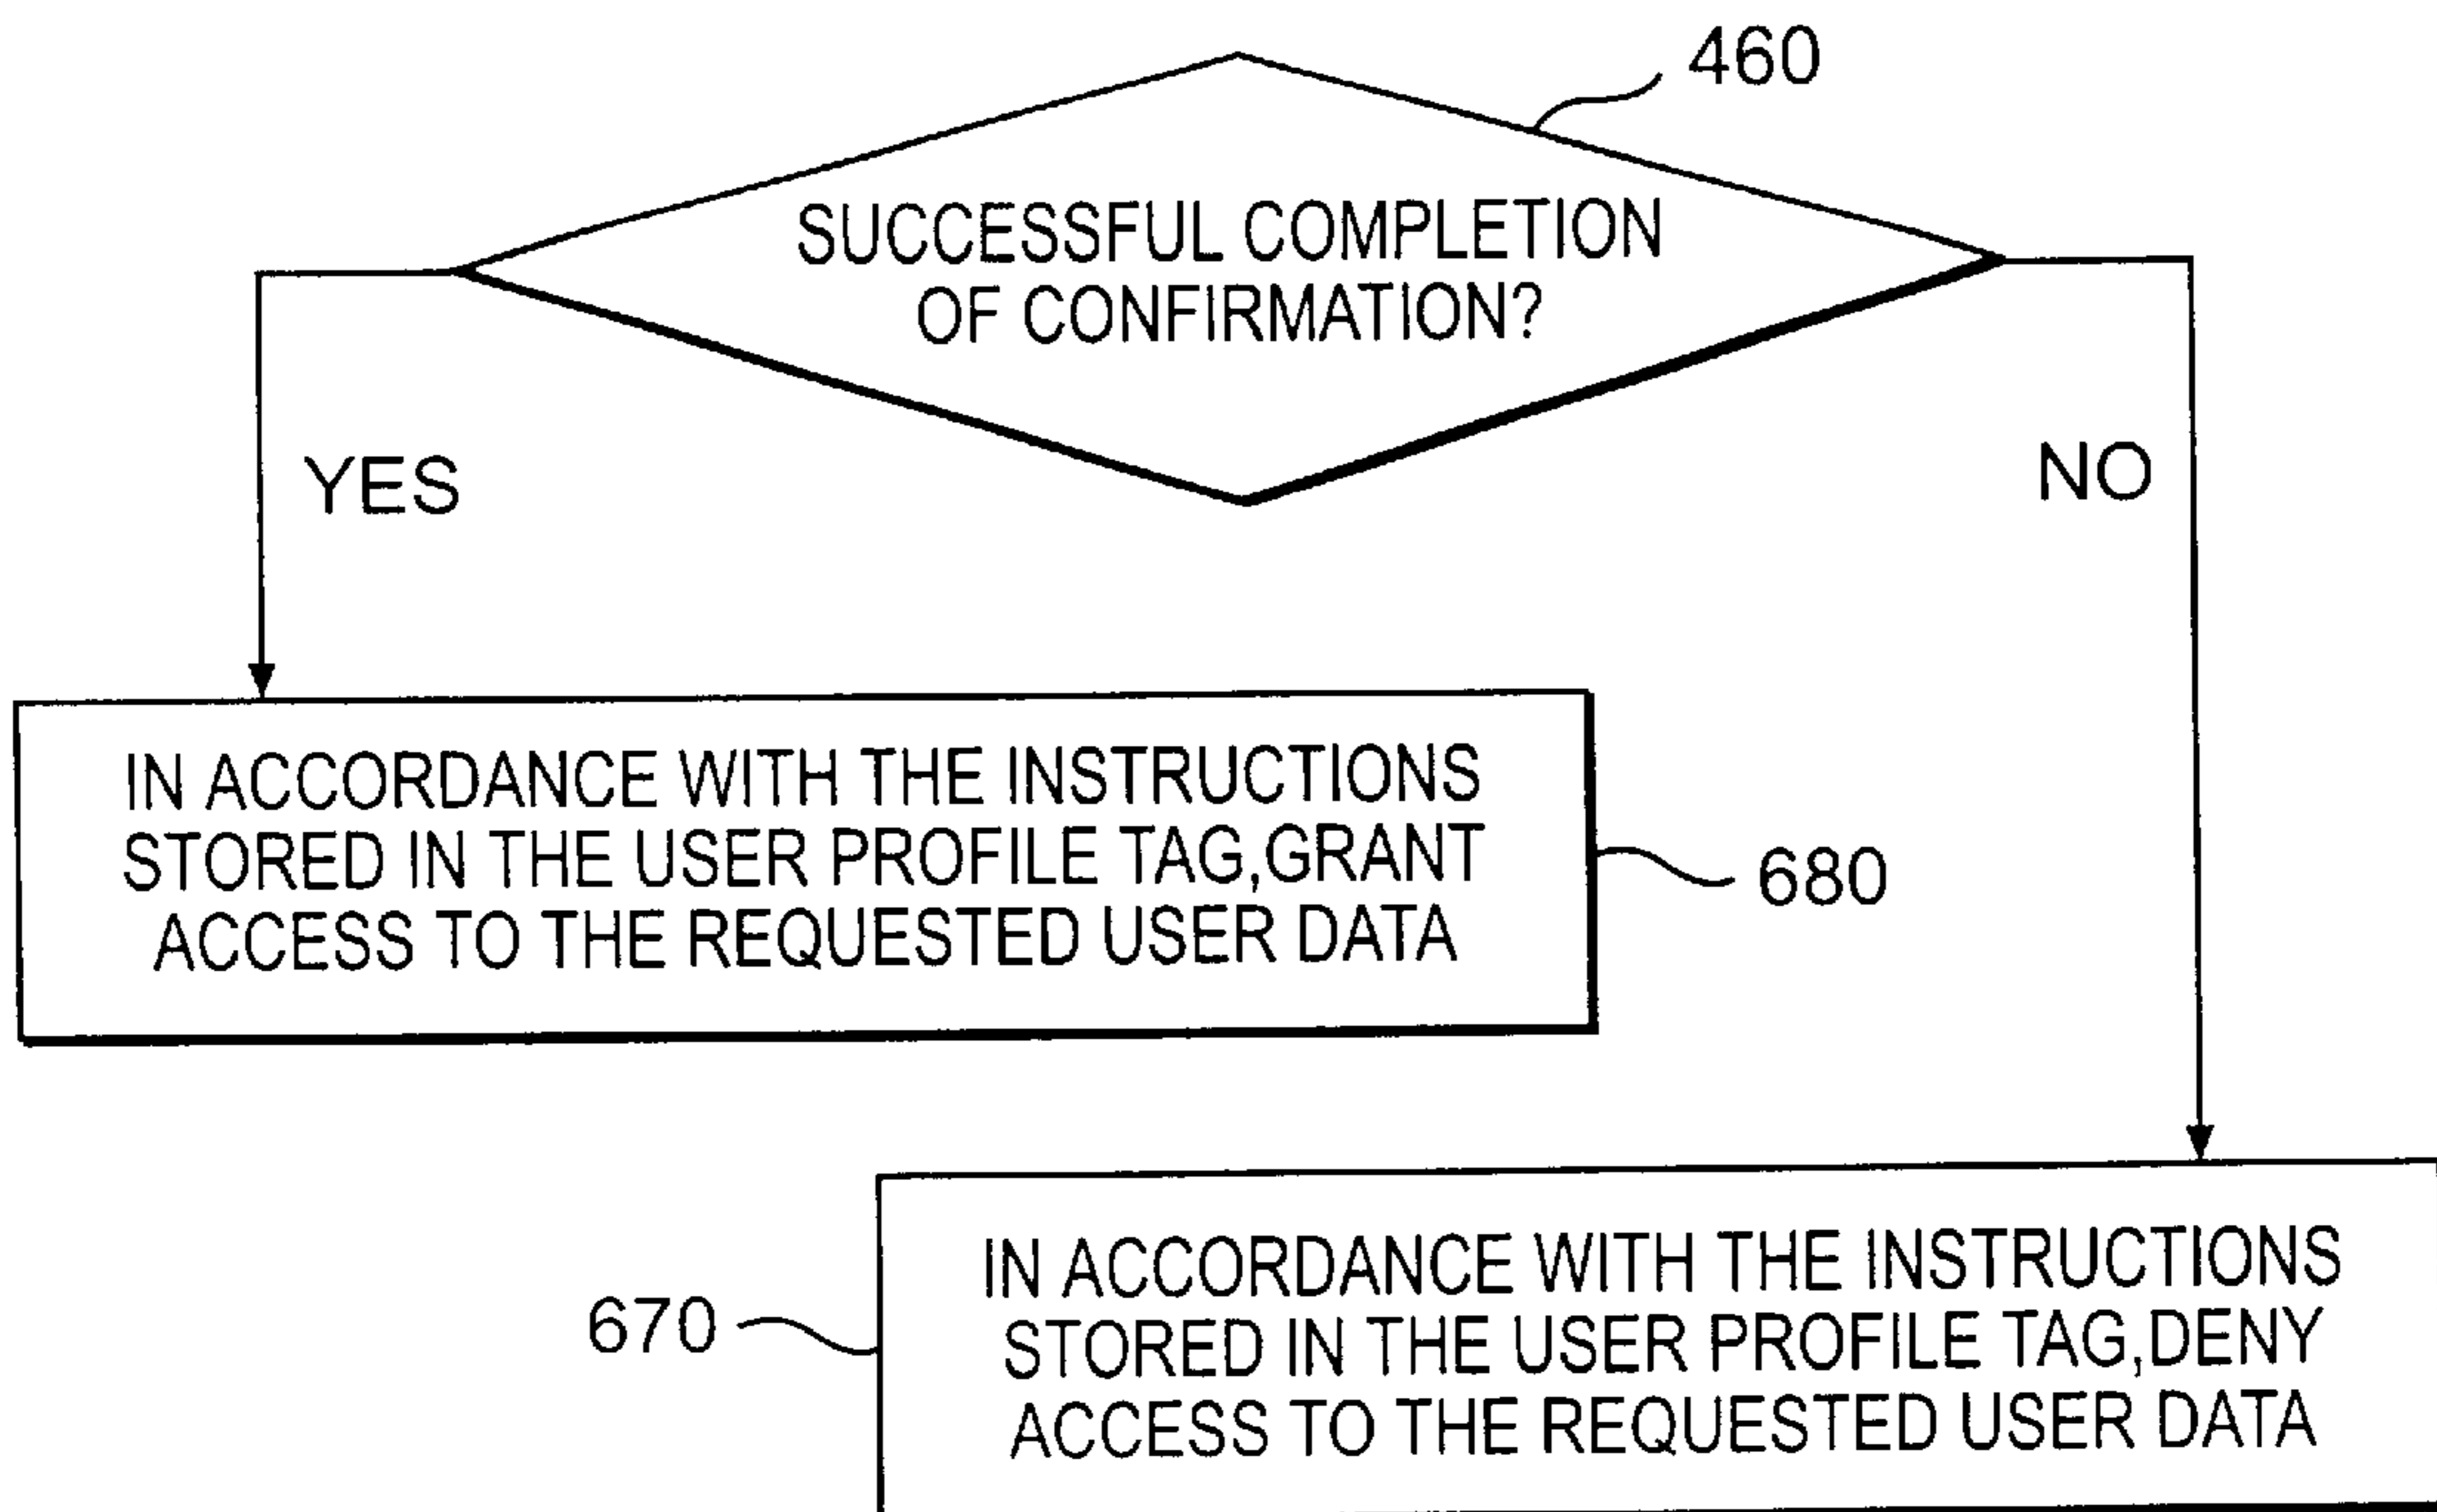 460
SUCCESSFUL COMPLETION
OF CONFIRMATION?
YES
NO
IN ACCORDANCE WITH THE INSTRUCTIONS
STORED IN THE USER PROFILE TAG,GRANT
ACCESS TO THE REQUESTED USER DATA
680
IN ACCORDANCE WITH THE INSTRUCTIONS
STORED IN THE USER PROFILE TAG,DENY
ACCESS TO THE REQUESTED USER DATA
670